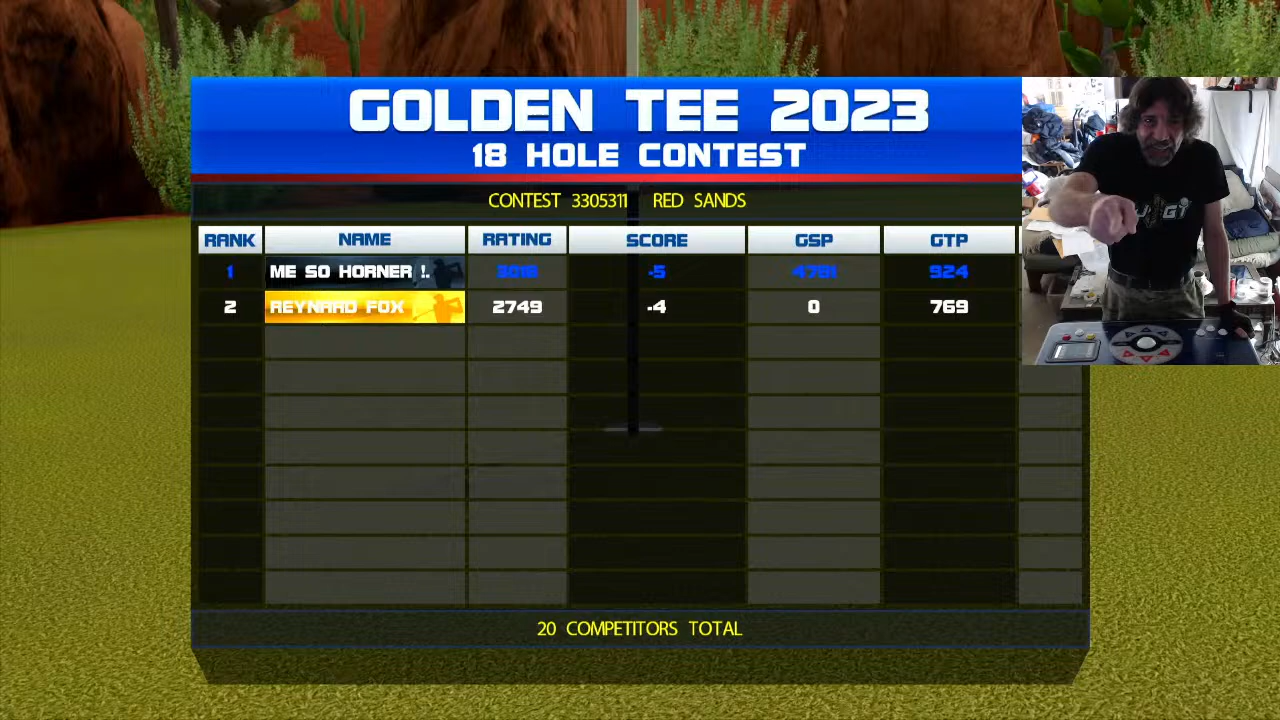 GOLDEN TEE 2023
18 HOLE CONTEST
CONTEST 3305311 RED SANDS
RANK NAME RATING SCORE GSP GTP
1 ME SO HORNER !. -5 924
2 REYNARD FOX 2749 -4 0 769
20 COMPETITORS TOTAL